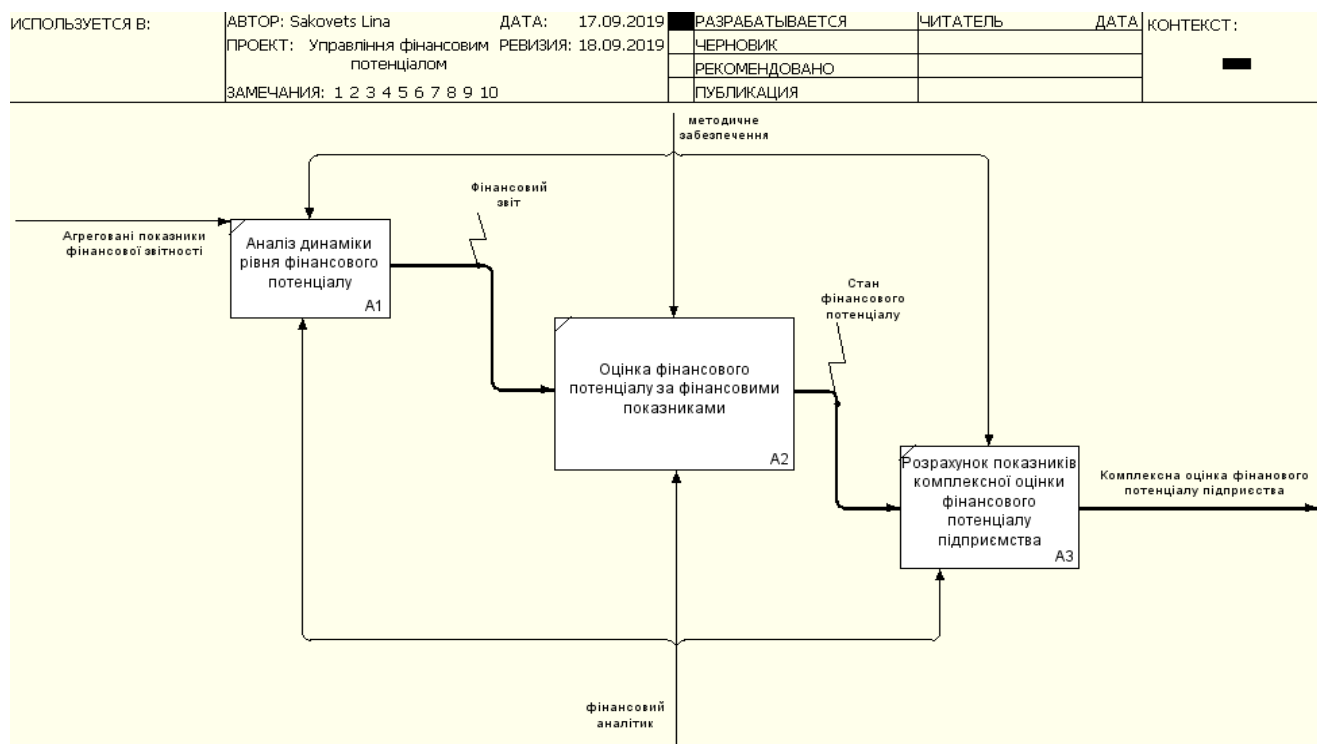 ИСПОЛЬЗУЕТСЯ В:
АВТОР: Sakovets Lina
ДАТА: 17.09.2019
ПРОЕКТ: Управління фінансовим
потенціалом
РЕВИЗИЯ: 18.09.2019
ЗАМЕЧАНИЯ: 1 2 3 4 5 6 7 8 9 10
РАЗРАБАТЫВАЕТСЯ
ЧЕРНОВИК
РЕКОМЕНДОВАНО
ПУБЛИКАЦИЯ
ЧИТАТЕЛЬ ДАТА
КОНТЕКСТ:
методичне
забезпечення
Фінансовий
звіт
Агреговані показники
фінансової звітності
Аналіз динаміки
рівня фінансового
потенціалу
A1
Стан
фінансового
потенціалу
Оцінка фінансового
потенціалу за фінансовими
показниками
A2
Розрахунок показників
комплексної оцінки
фінансового
потенціалу
підприємства
A3
Комплексна оцінка фінанового
потенціалу підприєства
фінансовий
аналітик